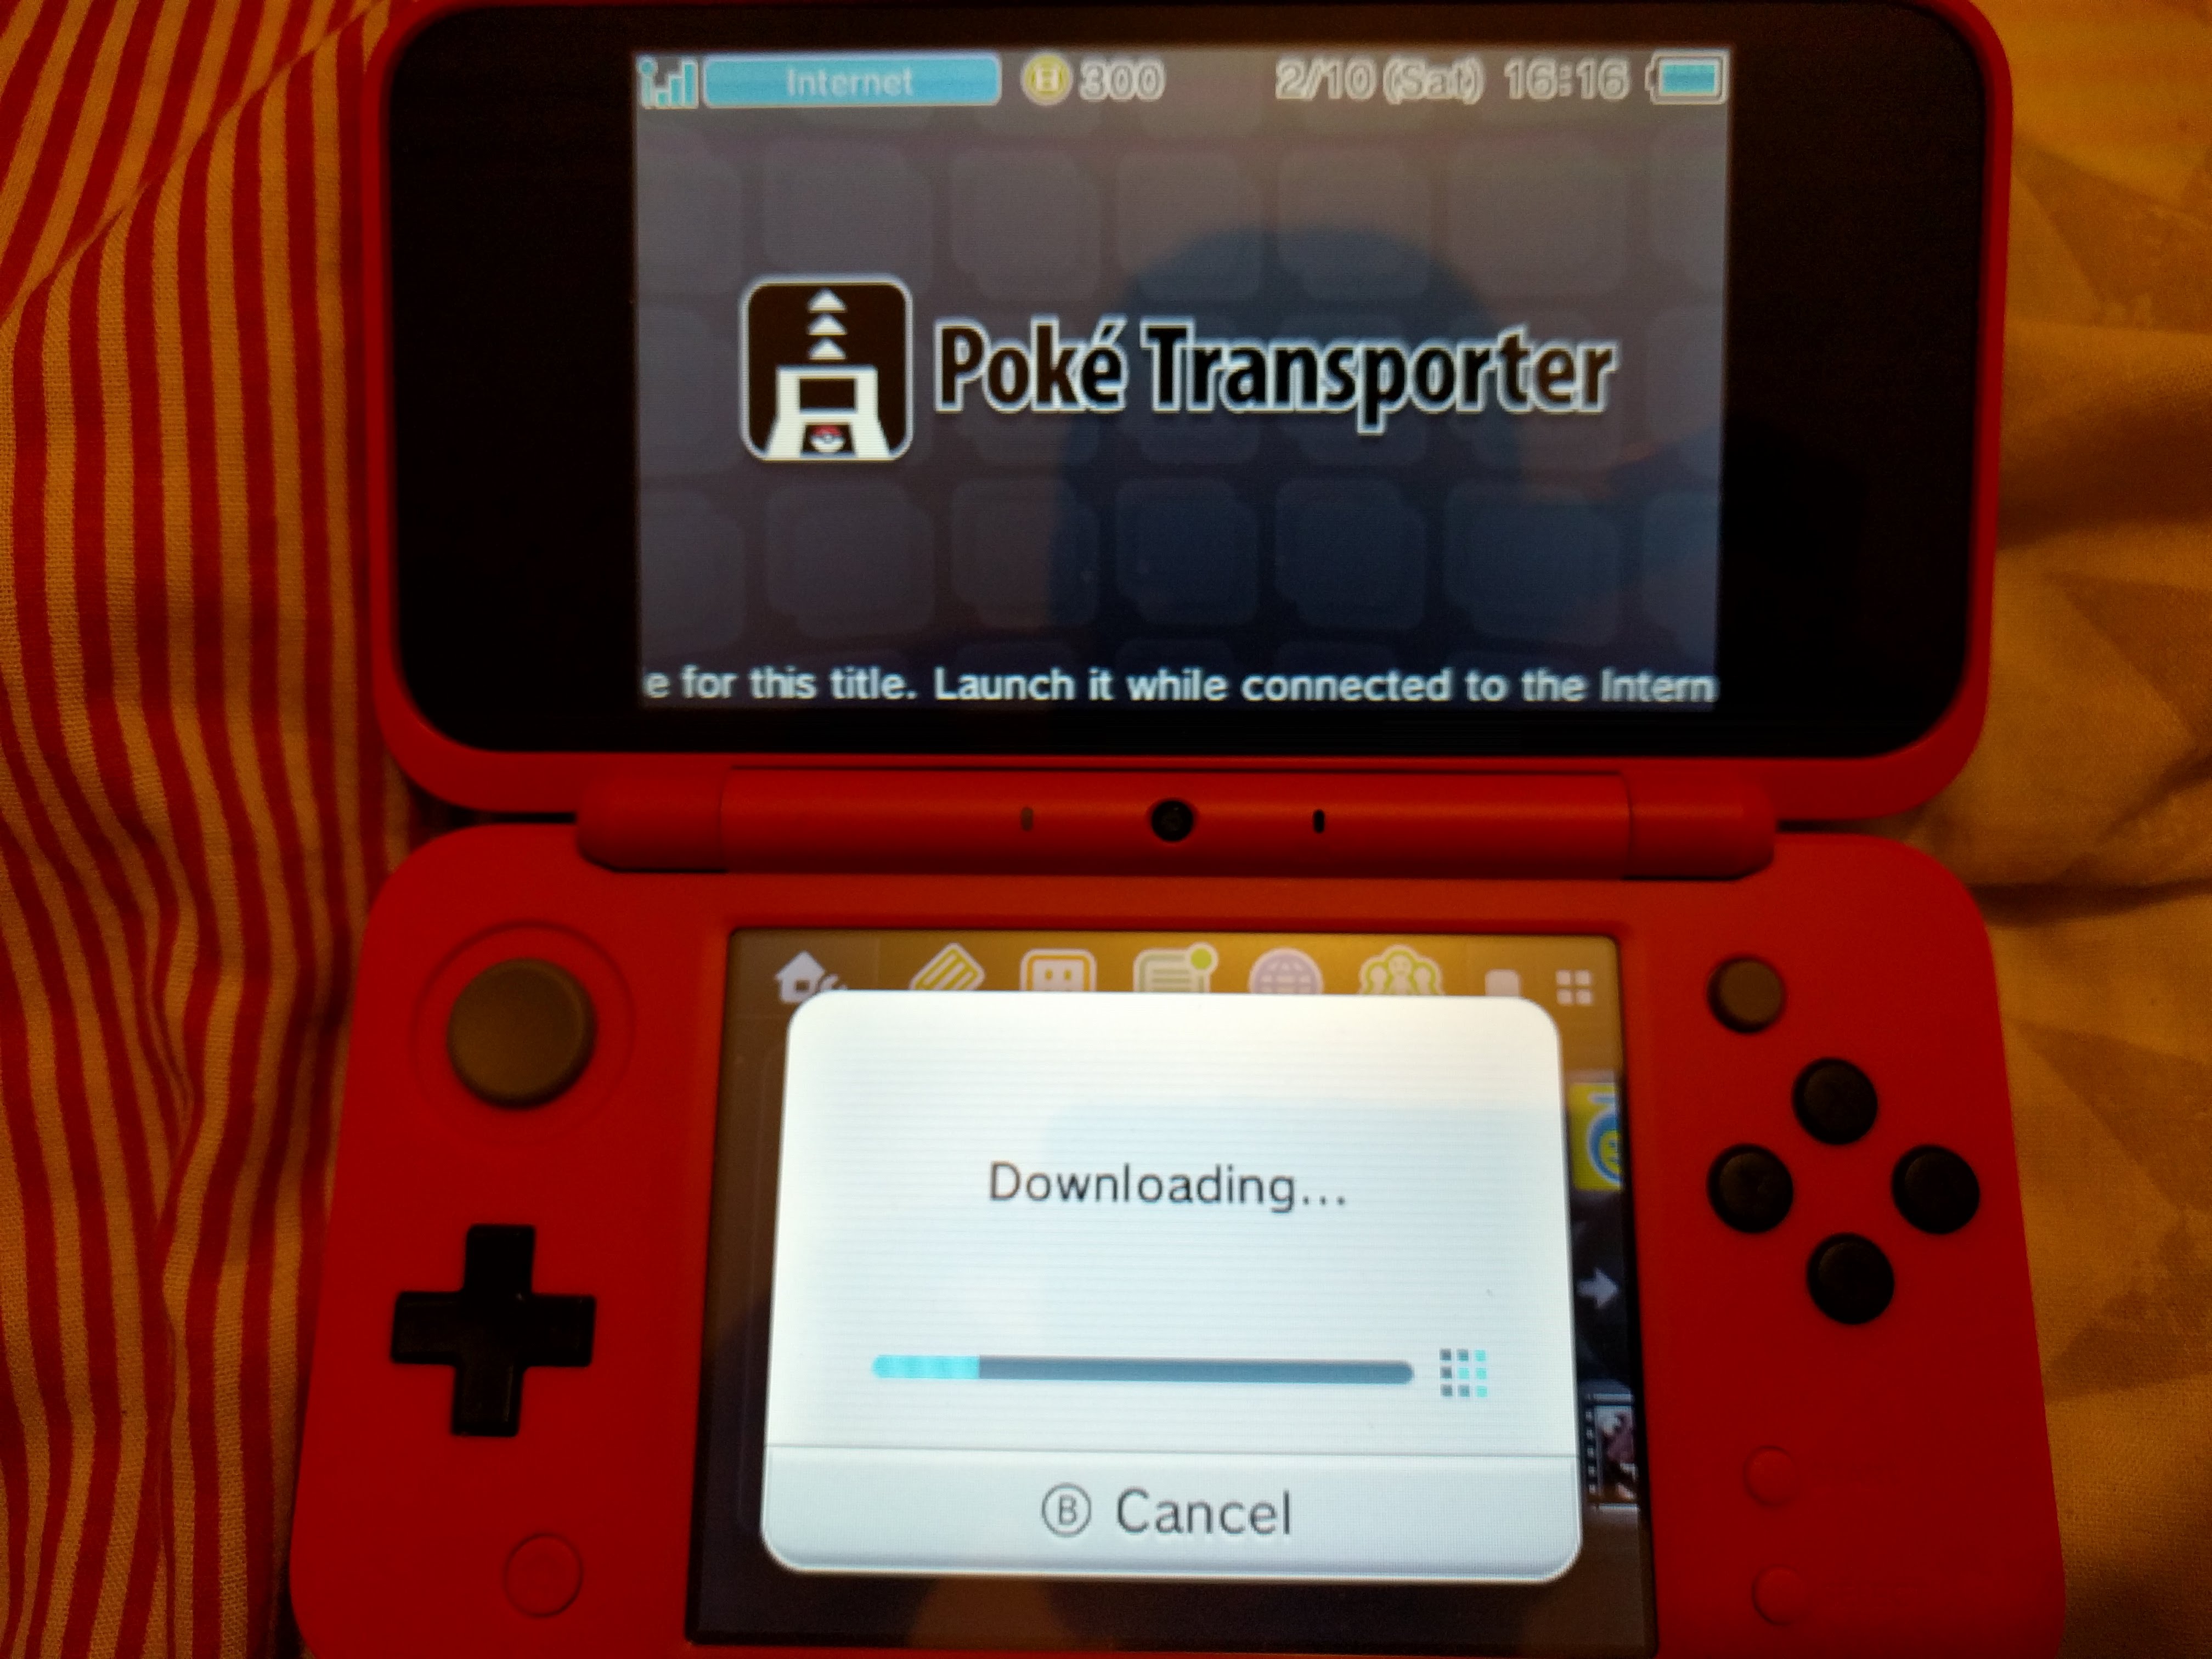 Internet 300 2/10 (Sat) 16:16
Poké Transporter
e for this title. Launch it while connected to the Intern
Downloading...
B Cancel